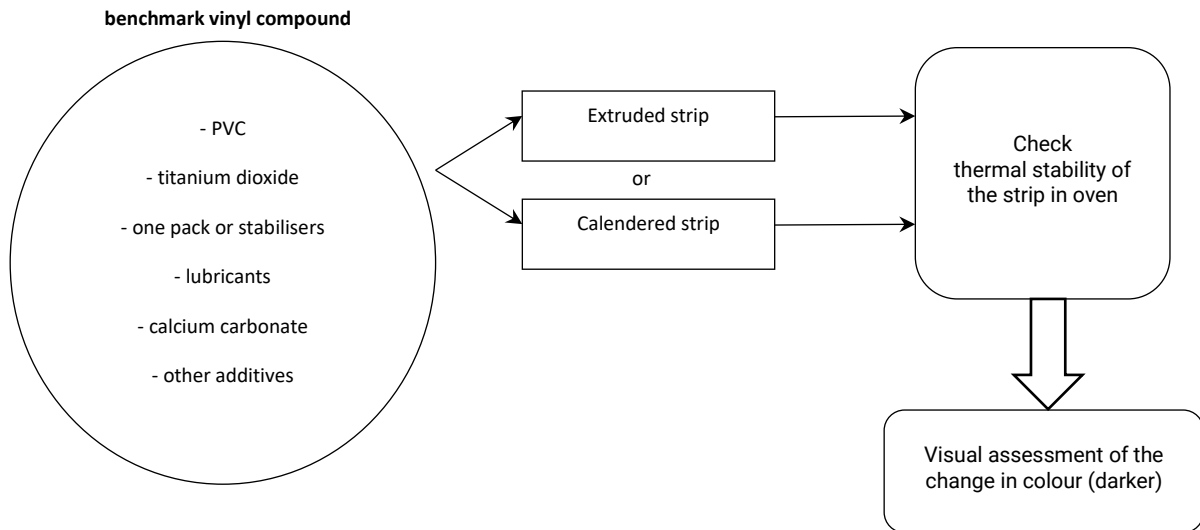 benchmark vinyl compound
- PVC
- titanium dioxide
- one pack or stabilisers
- lubricants
- calcium carbonate
- other additives
Extruded strip
or
Calendered strip
Check
thermal stability of
the strip in oven
Visual assessment of the
change in colour (darker)